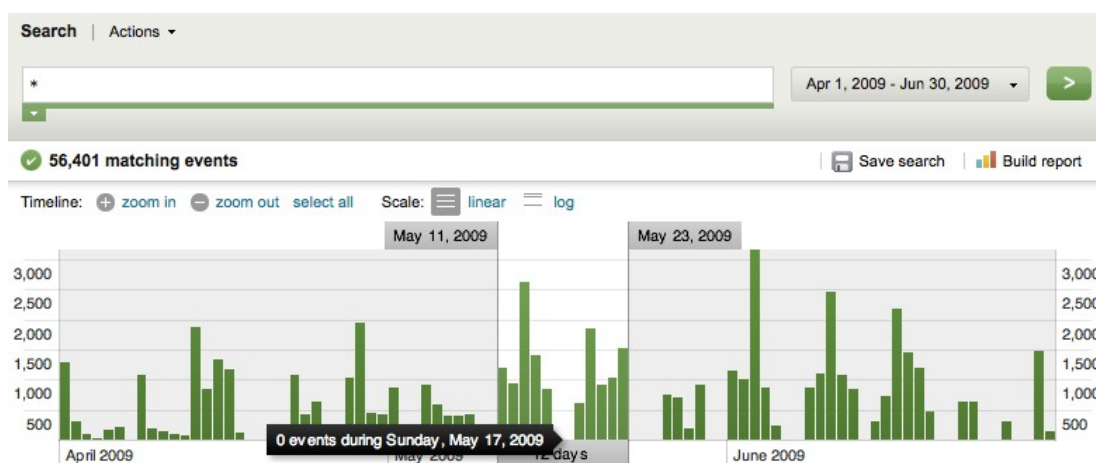 Search | Actions
*
Apr 1, 2009 - Jun 30, 2009 >
56,401 matching events Save search Build report
Timeline: zoom in zoom out select all Scale: linear log
May 11, 2009 May 23, 2009
3,000 3,000
2,500 2,500
2,000 2,000
1,500 1,500
1,000 1,000
500 500
0 events during Sunday, May 17, 2009
April 2009 May 2009 12 days June 2009